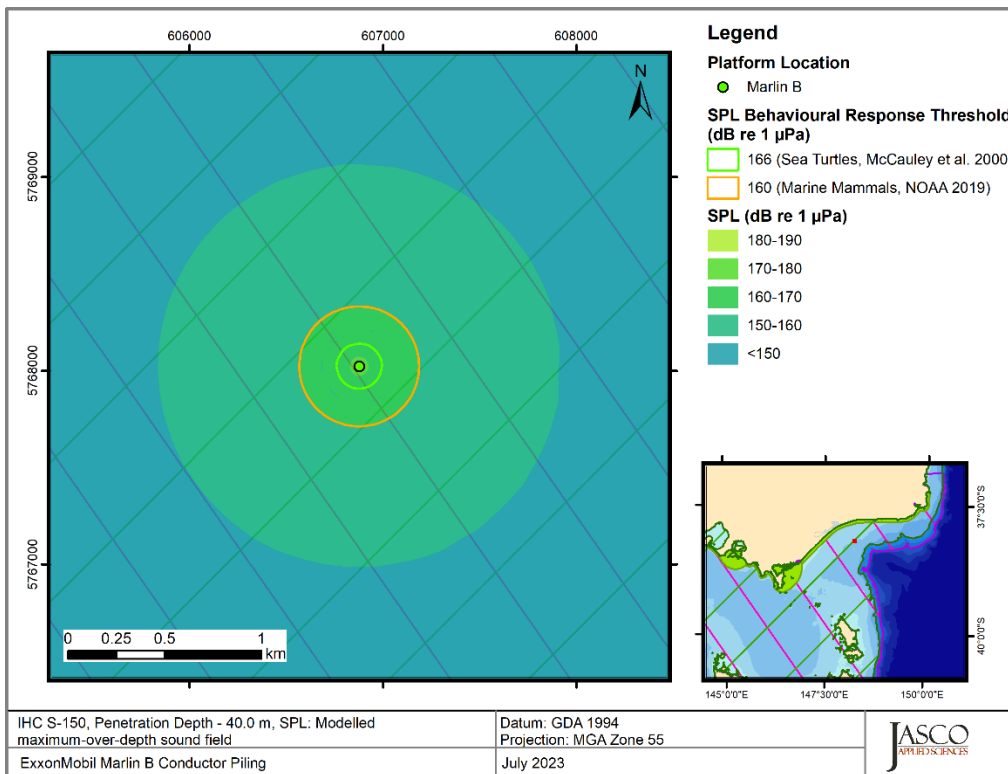 606000
607000
608000
5769000
5768000
5767000
N
0 0.25 0.5 1
km
Legend
Platform Location
Marlin B
SPL Behavioural Response Threshold
(dB re 1 µPa)
166 (Sea Turtles, McCauley et al. 2000
160 (Marine Mammals, NOAA 2019)
SPL (dB re 1 µPa)
180-190
170-180
160-170
150-160
<150
37°30'0"S
40°0'0"S
145°0'0"E
147°30'0"E
150°0'0"E
IHC S-150, Penetration Depth - 40.0 m, SPL: Modelled
maximum-over-depth sound field
ExxonMobil Marlin B Conductor Piling
Datum: GDA 1994
Projection: MGA Zone 55
July 2023
JASCO
APPLIED SCIENCES